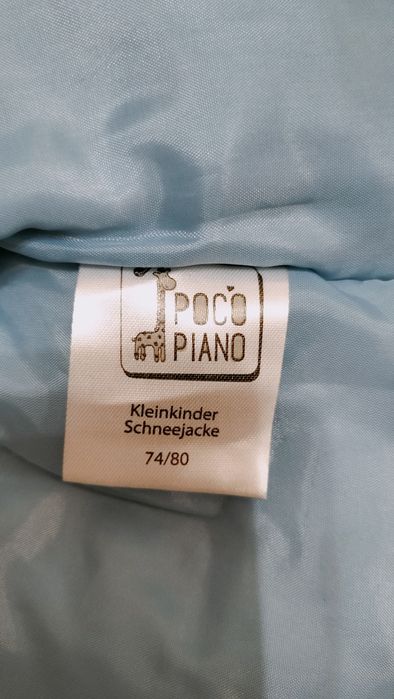 POCO
PIANO
Kleinkinder
Schneejacke
74/80